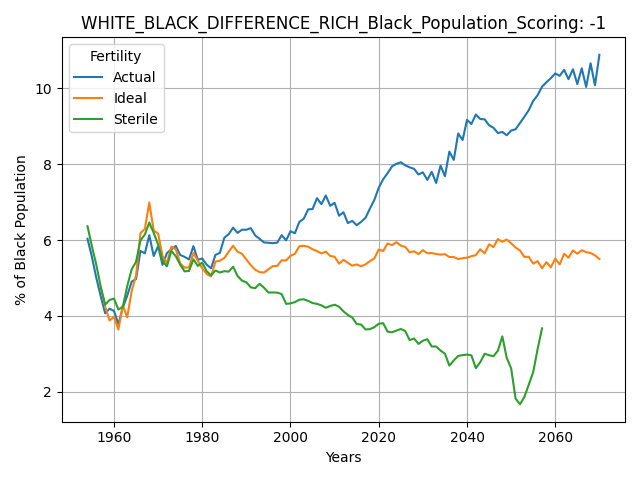 WHITE_BLACK_DIFFERENCE_RICH_Black_Population_Scoring: -1
Fertility
Actual
Ideal
Sterile
% of Black Population
10
8
6
4
2
1960 1980 2000 2020 2040 2060
Years